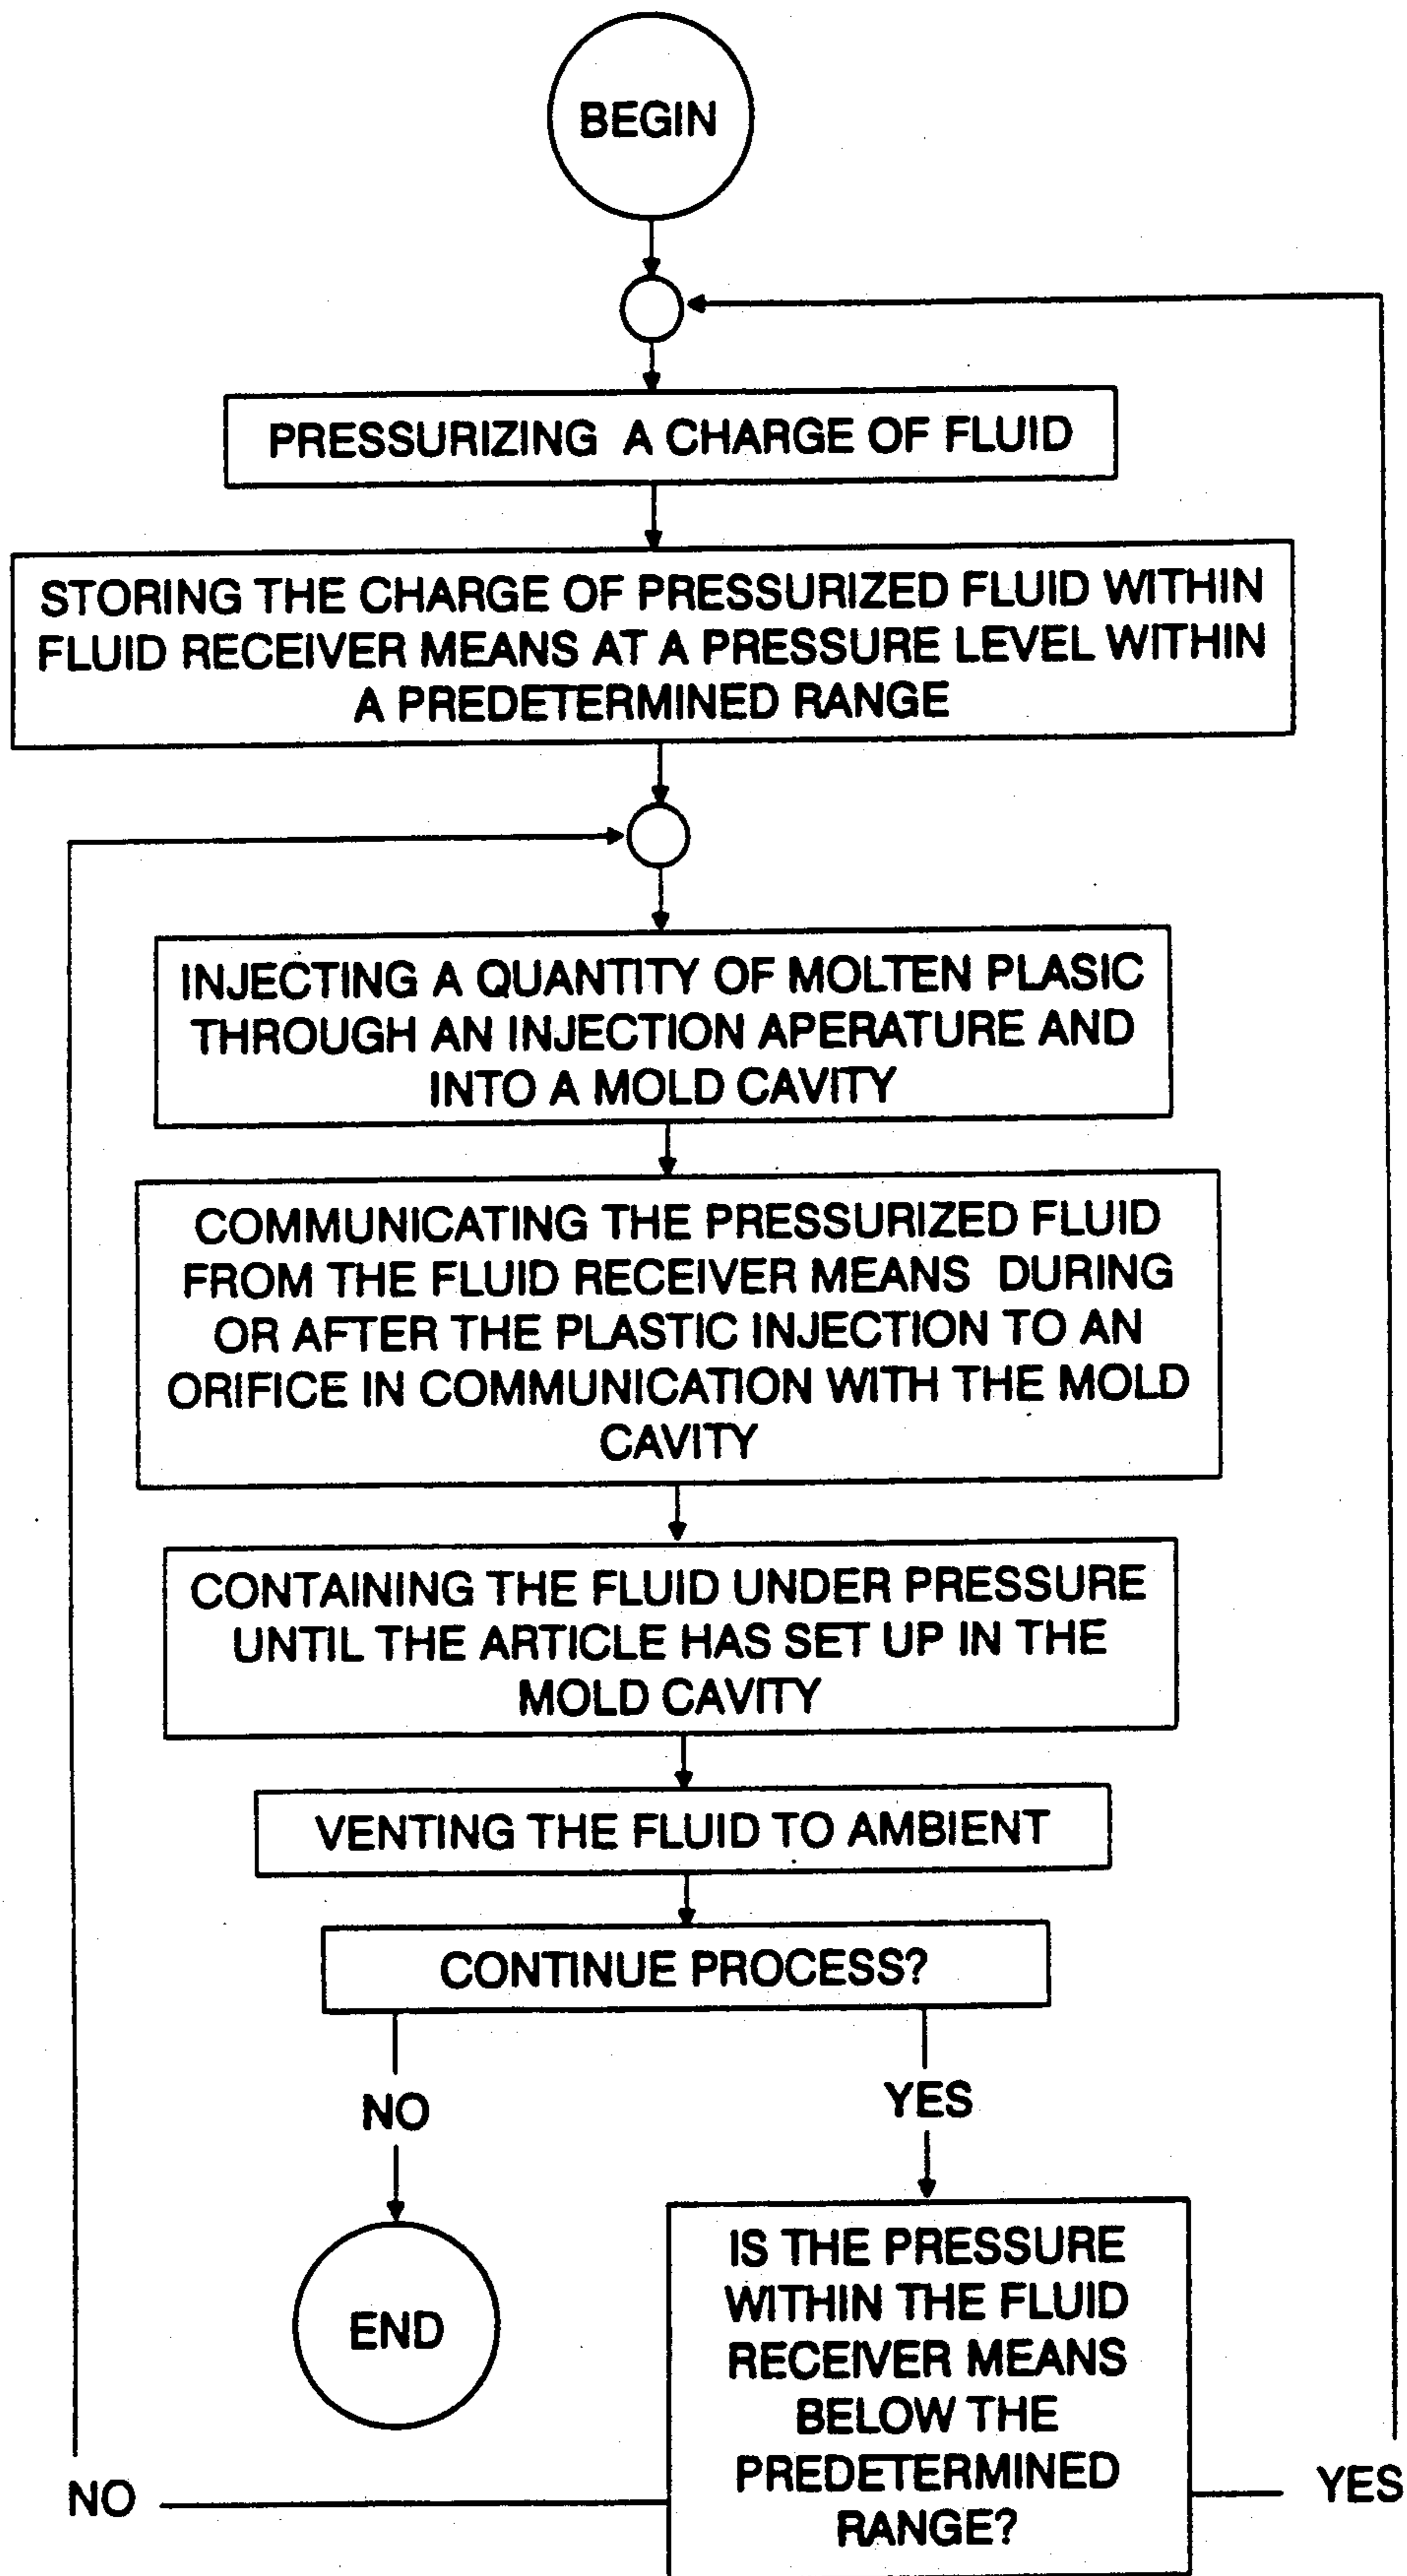 BEGIN
PRESSURIZING A CHARGE OF FLUID
STORING THE CHARGE OF PRESSURIZED FLUID WITHIN
FLUID RECEIVER MEANS AT A PRESSURE LEVEL WITHIN
A PREDETERMINED RANGE
INJECTING A QUANTITY OF MOLTEN PLASIC
THROUGH AN INJECTION APERATURE AND
INTO A MOLD CAVITY
COMMUNICATING THE PRESSURIZED FLUID
FROM THE FLUID RECEIVER MEANS DURING
OR AFTER THE PLASTIC INJECTION TO AN
ORIFICE IN COMMUNICATION WITH THE MOLD
CAVITY
CONTAINING THE FLUID UNDER PRESSURE
UNTIL THE ARTICLE HAS SET UP IN THE
MOLD CAVITY
VENTING THE FLUID TO AMBIENT
CONTINUE PROCESS?
NO
YES
END
IS THE PRESSURE
WITHIN THE FLUID
RECEIVER MEANS
BELOW THE
PREDETERMINED
RANGE?
NO
YES